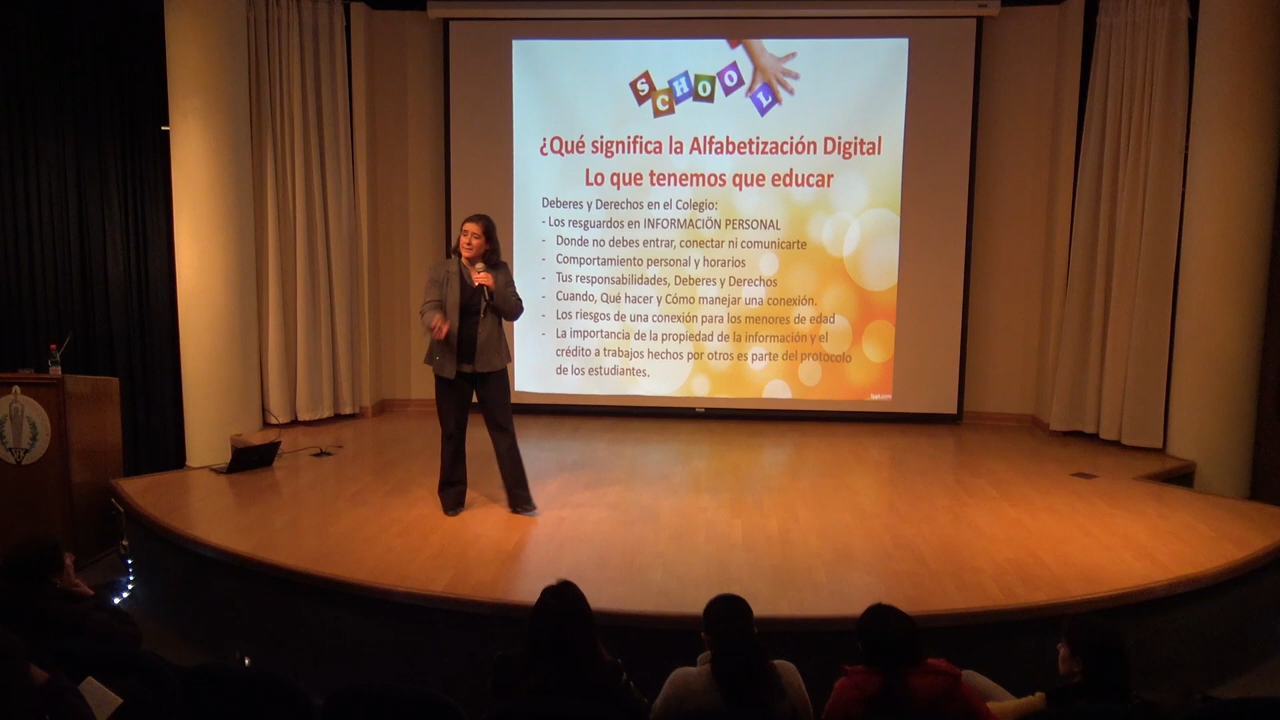 SCHOOL
¿Qué significa la Alfabetización Digital
Lo que tenemos que educar
Deberes y Derechos en el Colegio:
- Los resguardos en INFORMACIÖN PERSONAL
- Donde no debes entrar, conectar ni comunicarte
- Comportamiento personal y horarios
- Tus responsabilidades, Deberes y Derechos
- Cuando, Qué hacer y Cómo manejar una conexión.
- Los riesgos de una conexión para los menores de edad
- La importancia de la propiedad de la información y el
crédito a trabajos hechos por otros es parte del protocolo
de los estudiantes.